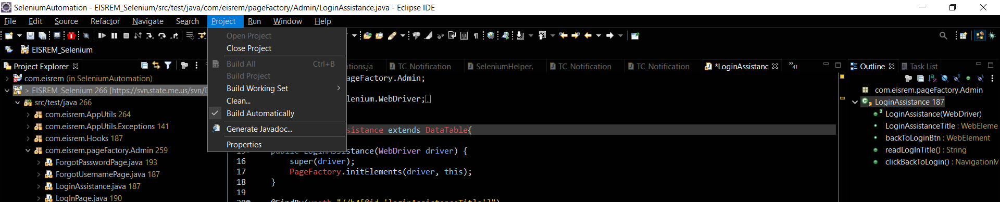 SeleniumAutomation - EISREM_Selenium/src/test/java/com/eisrem/pageFactory/Admin/LoginAssistance.java - Eclipse IDE
File Edit Source Refactor Navigate Search Project Run Window Help
EISREM_Selenium
Project Explorer
com.eisrem (in SeleniumAutomation)
> EISREM_Selenium 266 [https://svn.state.me.us/svn/
src/test/java 266
com.eisrem.AppUtils 264
com.eisrem.AppUtils.Exceptions 141
com.eisrem.Hooks 187
com.eisrem.pageFactory.Admin 259
ForgotPasswordPage.java 193
ForgotUsernamePage.java 187
LoginAssistance.java 187
LogInPage.java 190
Open Project
Close Project
Build All Ctrl+B
Build Project
Build Working Set
Clean...
Build Automatically
Generate Javadoc...
Properties
ations.ja TC_Notification SeleniumHelper. TC_Notification TC_Notification *LoginAssistanc »41
ageFactory.Admin;
lenium.WebDriver;
sistance extends DataTable{
public LoginAssistance(WebDriver driver) {
16 super(driver);
17 PageFactory.initElements(driver, this);
18 }
19
Outline Task List
com.eisrem.pageFactory.Admin
LoginAssistance 187
LoginAssistance(WebDriver)
LoginAssistanceTitle : WebEleme
backToLoginBtn : WebElement
readLogInTitle() : String
clickBackToLogin() : NavigationM